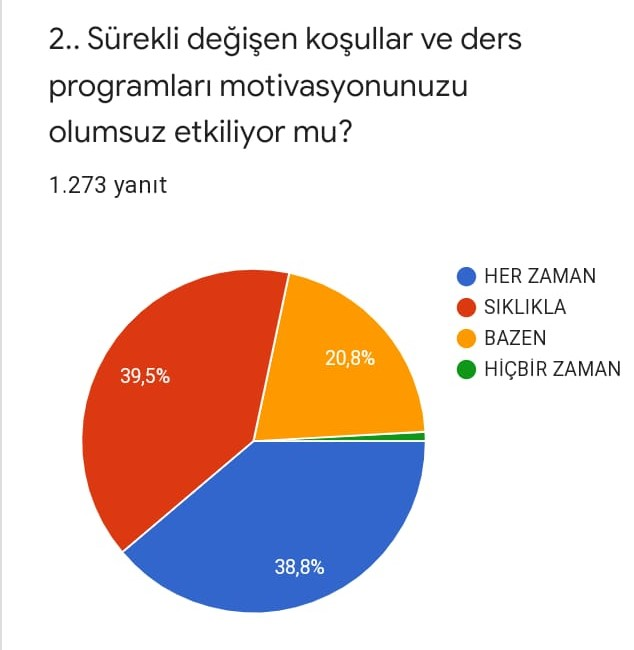 2.. Sürekli değişen koşullar ve ders
programları motivasyonunuzu
olumsuz etkiliyor mu?
1.273 yanıt
HER ZAMAN
SIKLIKLA
BAZEN
HİÇBİR ZAMAN
20,8%
39,5%
38,8%